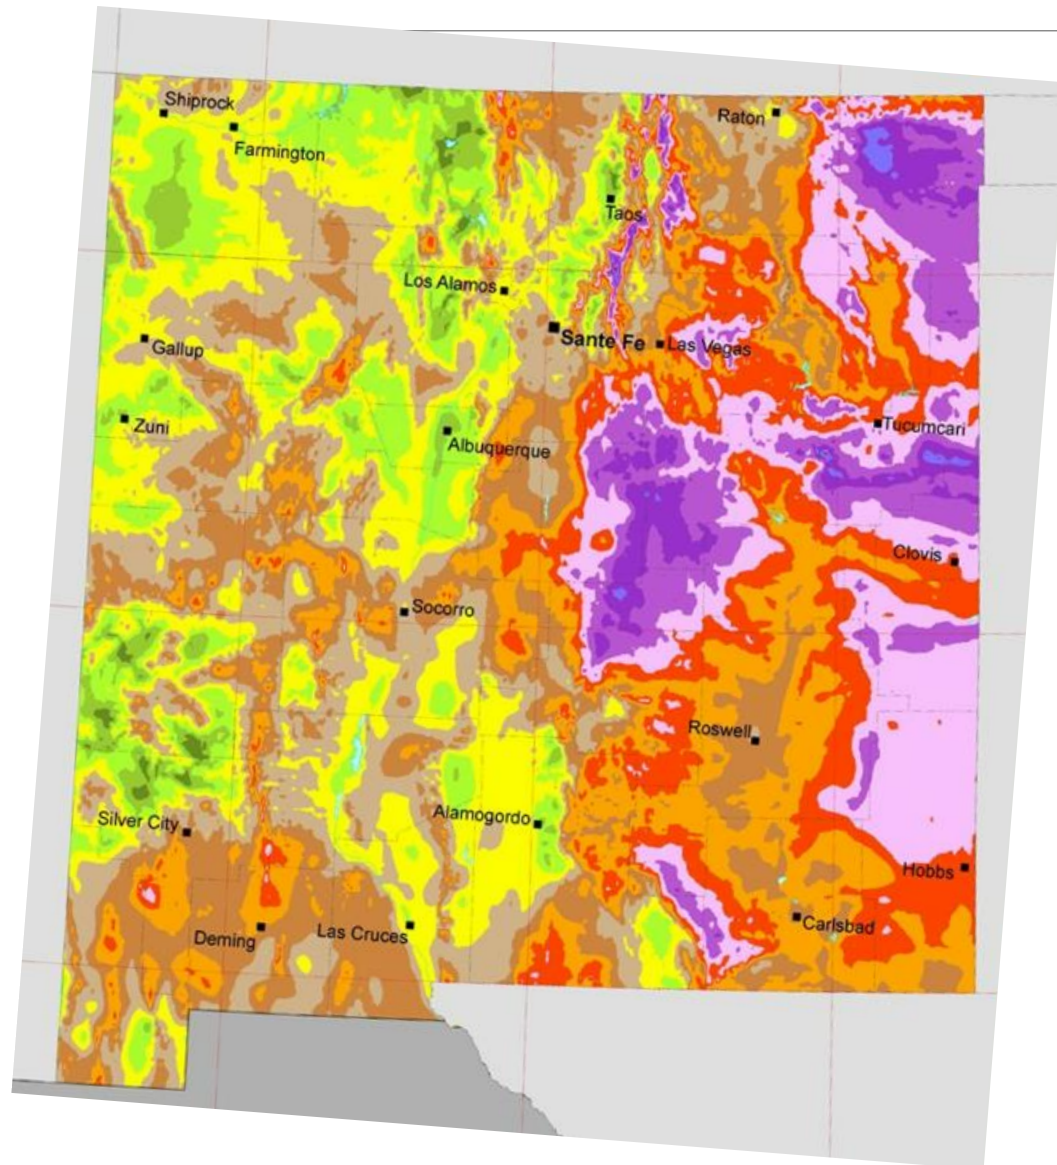 Shiprock
Farmington
Raton
Taos
Los Alamos
Sante Fe
Las Vegas
Gallup
Zuni
Albuquerque
Tucumcari
Clovis
Socorro
Roswell
Silver City
Alamogordo
Hobbs
Deming
Las Cruces
Carlsbad